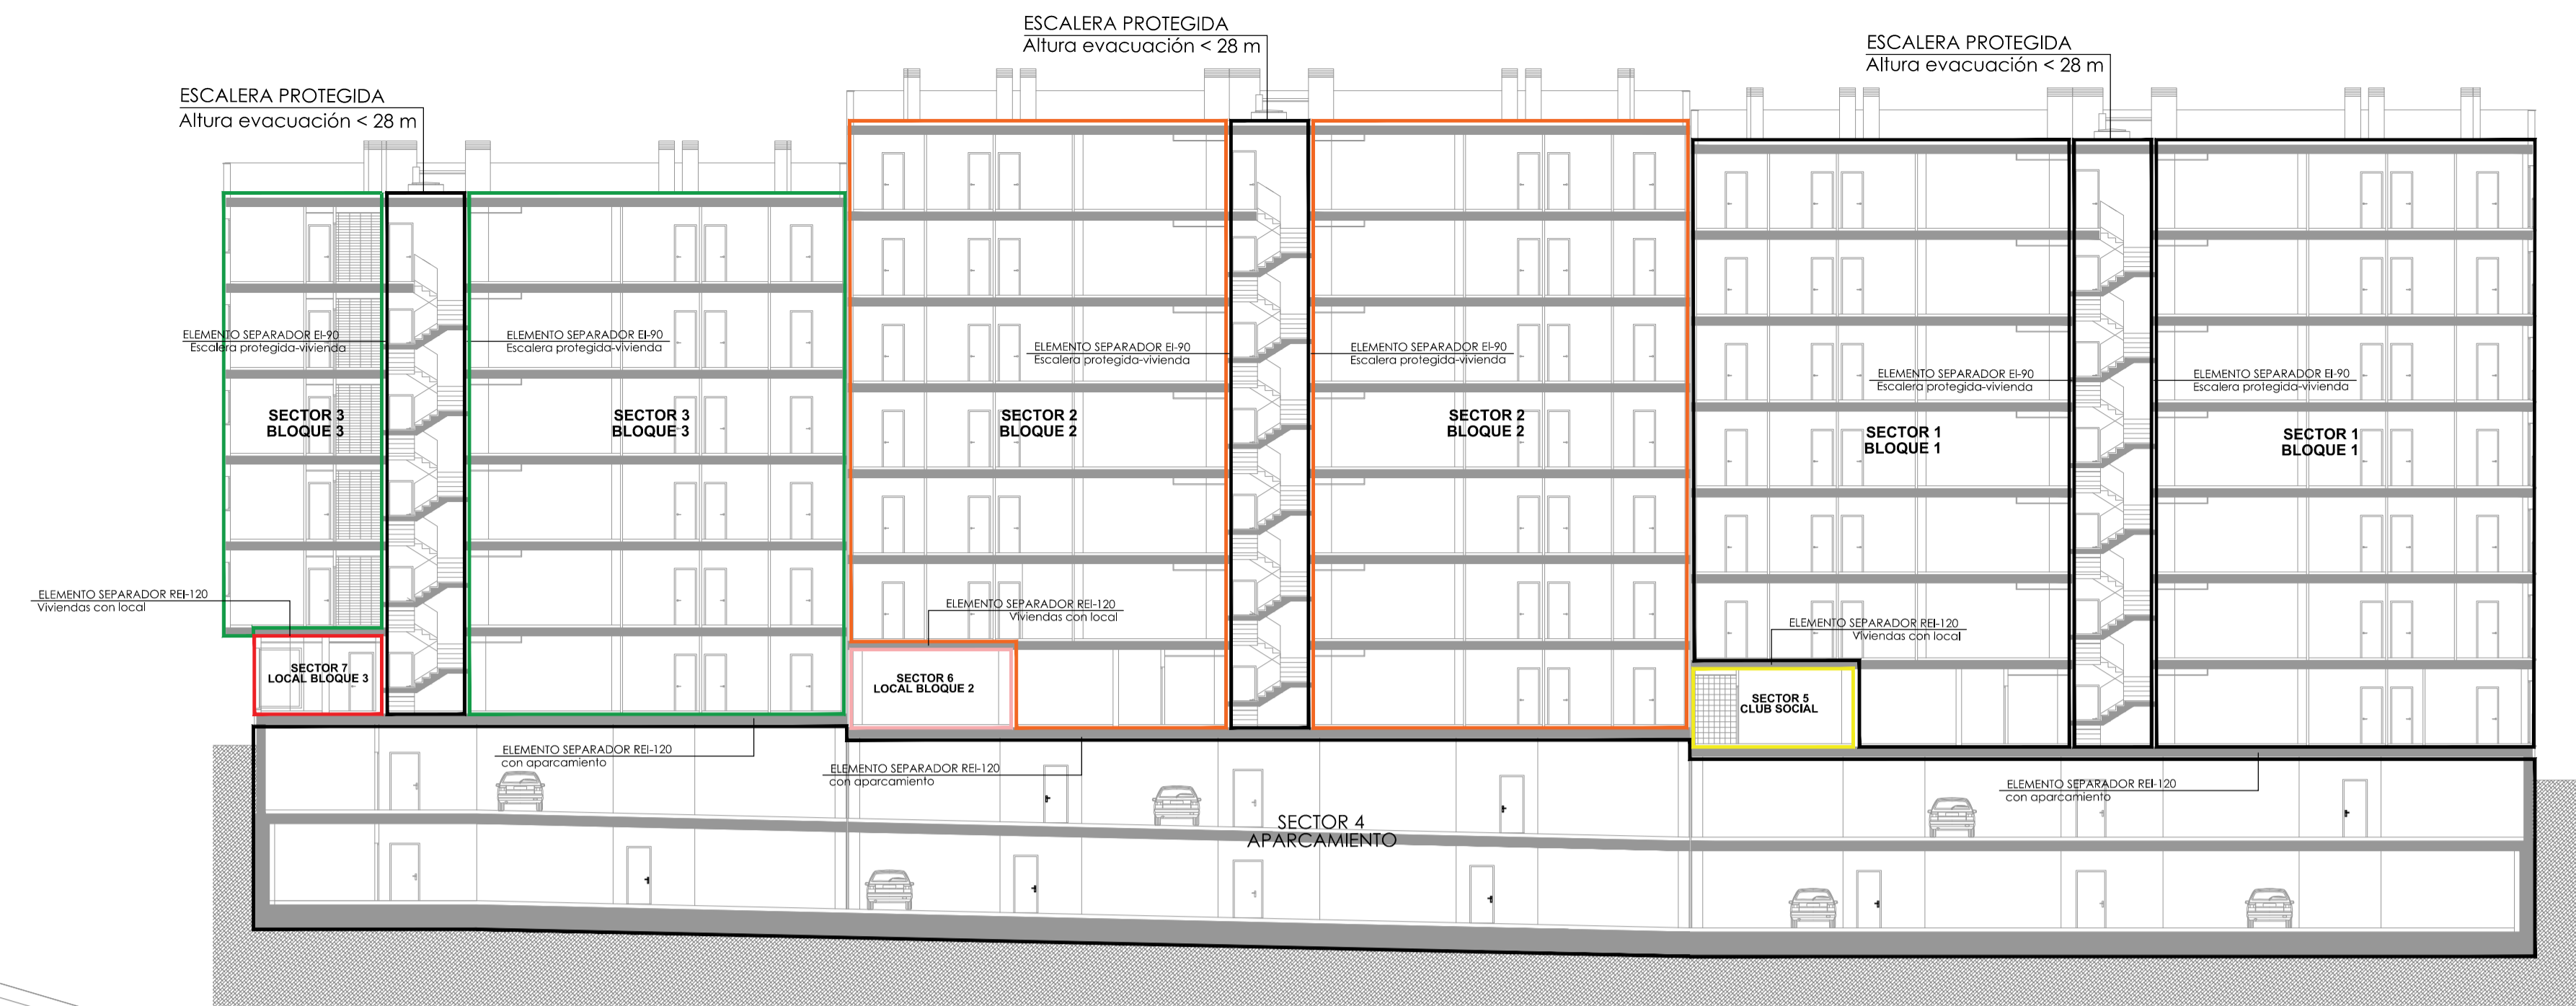 ESCALERA PROTEGIDA
Altura evacuación < 28 m
ESCALERA PROTEGIDA
Altura evacuación < 28 m
ESCALERA PROTEGIDA
Altura evacuación < 28 m
ELEMENTO SEPARADOR EI-90
Escalera protegida-vivienda
ELEMENTO SEPARADOR EI-90
Escalera protegida-vivienda
ELEMENTO SEPARADOR EI-90
Escalera protegida-vivienda
ELEMENTO SEPARADOR EI-90
Escalera protegida-vivienda
ELEMENTO SEPARADOR EI-90
Escalera protegida-vivienda
ELEMENTO SEPARADOR EI-90
Escalera protegida-vivienda
SECTOR 3
BLOQUE 3
SECTOR 3
BLOQUE 3
SECTOR 2
BLOQUE 2
SECTOR 2
BLOQUE 2
SECTOR 1
BLOQUE 1
SECTOR 1
BLOQUE 1
ELEMENTO SEPARADOR REI-120
Viviendas con local
ELEMENTO SEPARADOR REI-120
Viviendas con local
ELEMENTO SEPARADOR REI-120
Viviendas con local
SECTOR 7
LOCAL BLOQUE 3
SECTOR 6
LOCAL BLOQUE 2
SECTOR 5
CLUB SOCIAL
ELEMENTO SEPARADOR REI-120
con aparcamiento
ELEMENTO SEPARADOR REI-120
con aparcamiento
ELEMENTO SEPARADOR REI-120
con aparcamiento
SECTOR 4
APARCAMIENTO